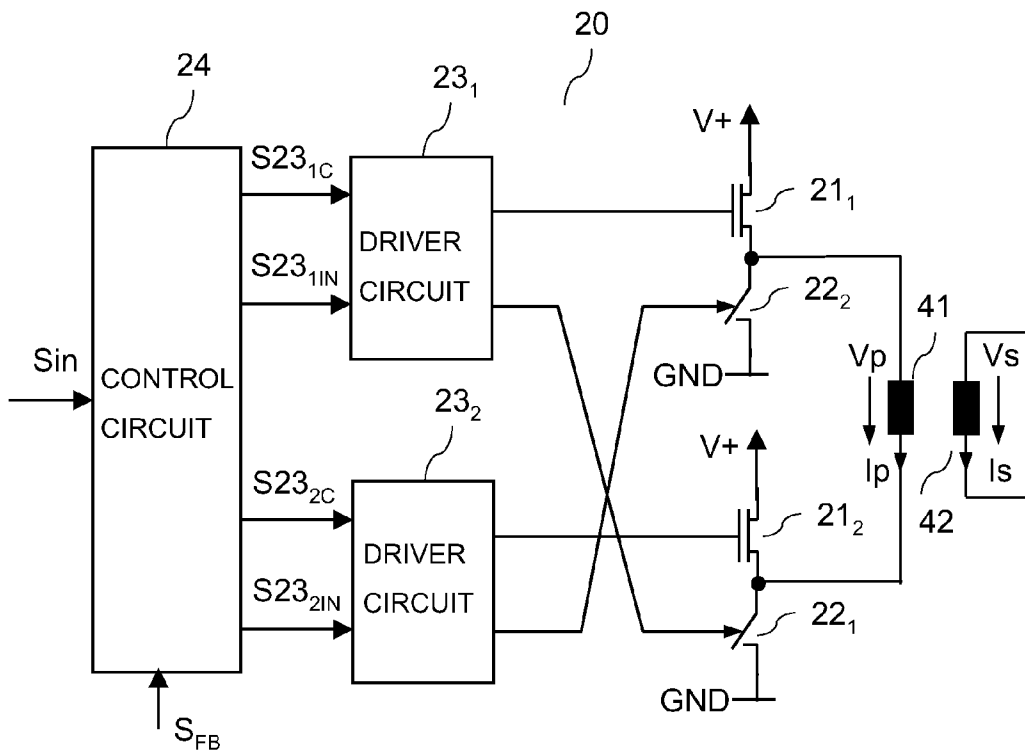 20
24
23₁
V+
S23₁C
21₁
DRIVER
CIRCUIT
S23₁IN
22₂
41
Sin
CONTROL
CIRCUIT
GND
Vp
Vs
23₂
V+
Ip
Is
S23₂C
21₂
42
DRIVER
CIRCUIT
S23₂IN
22₁
GND
S_FB